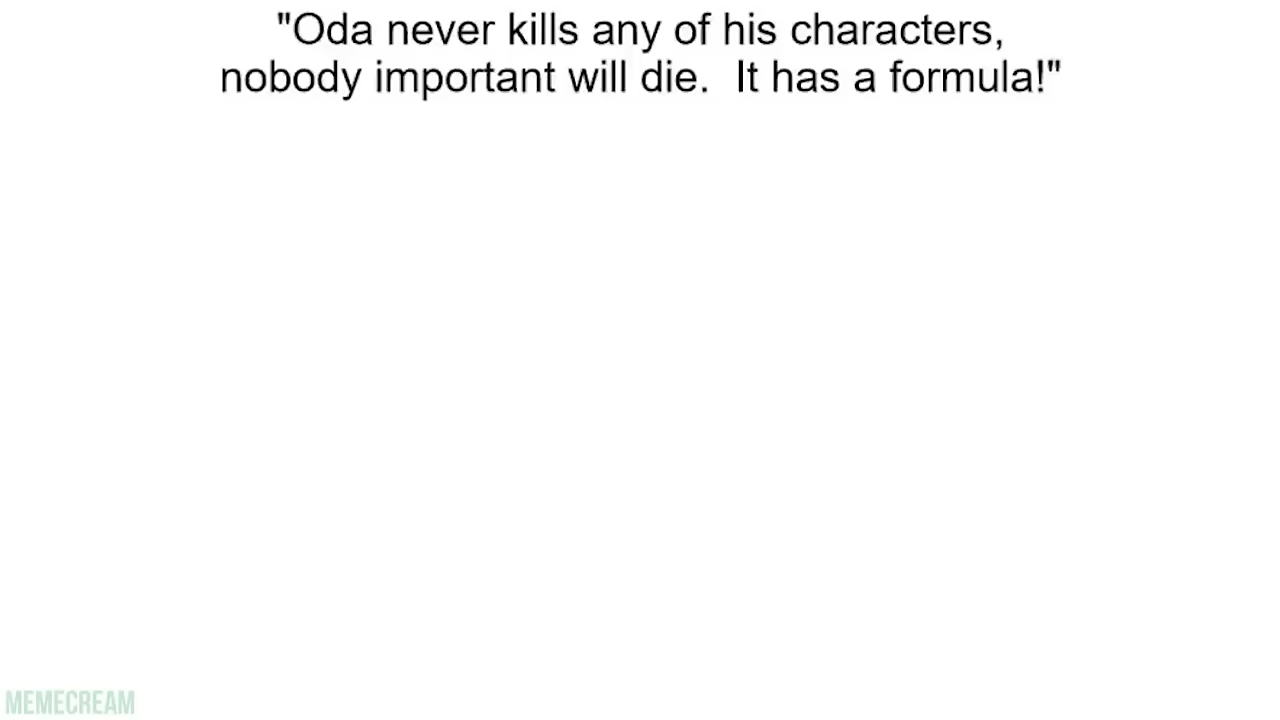 "Oda never kills any of his characters,
nobody important will die.  It has a formula!"
MEMECREAM